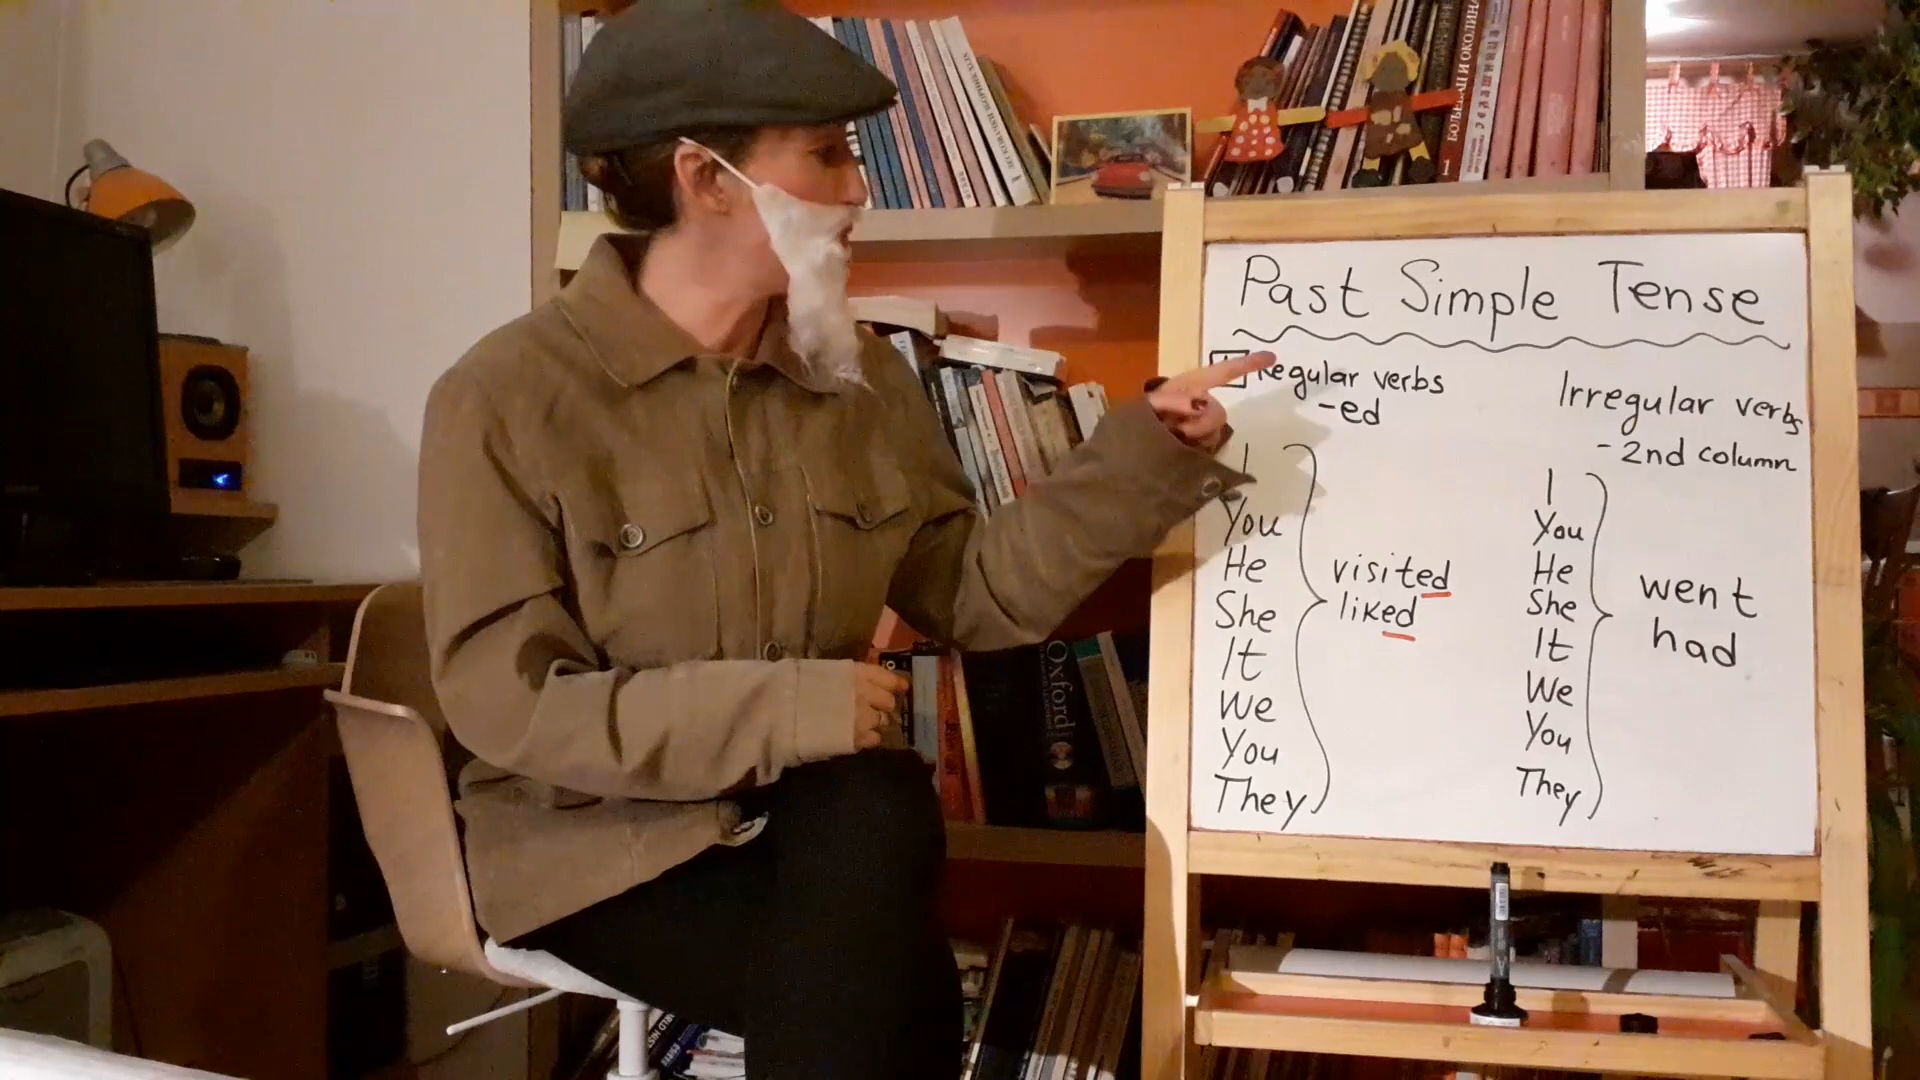 Past Simple Tense
Regular verbs
-ed
I
You
He
She
It
We
You
They
visited
liked
Irregular verbs
- 2nd column
I
You
He
She
It
We
You
They
went
had
Oxford